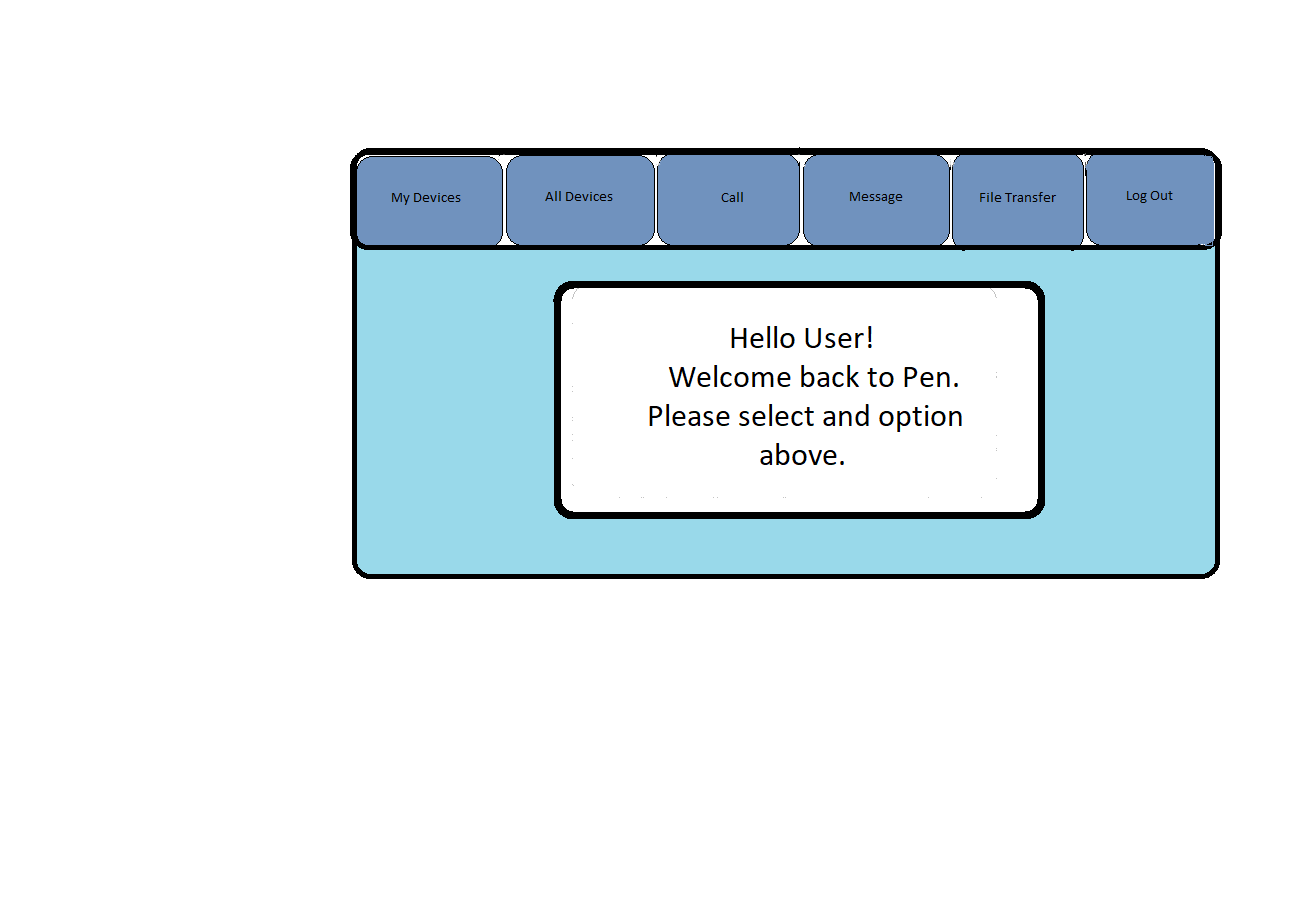 My Devices
All Devices
Call
Message
File Transfer
Log Out
Hello User!
Welcome back to Pen.
Please select and option
above.